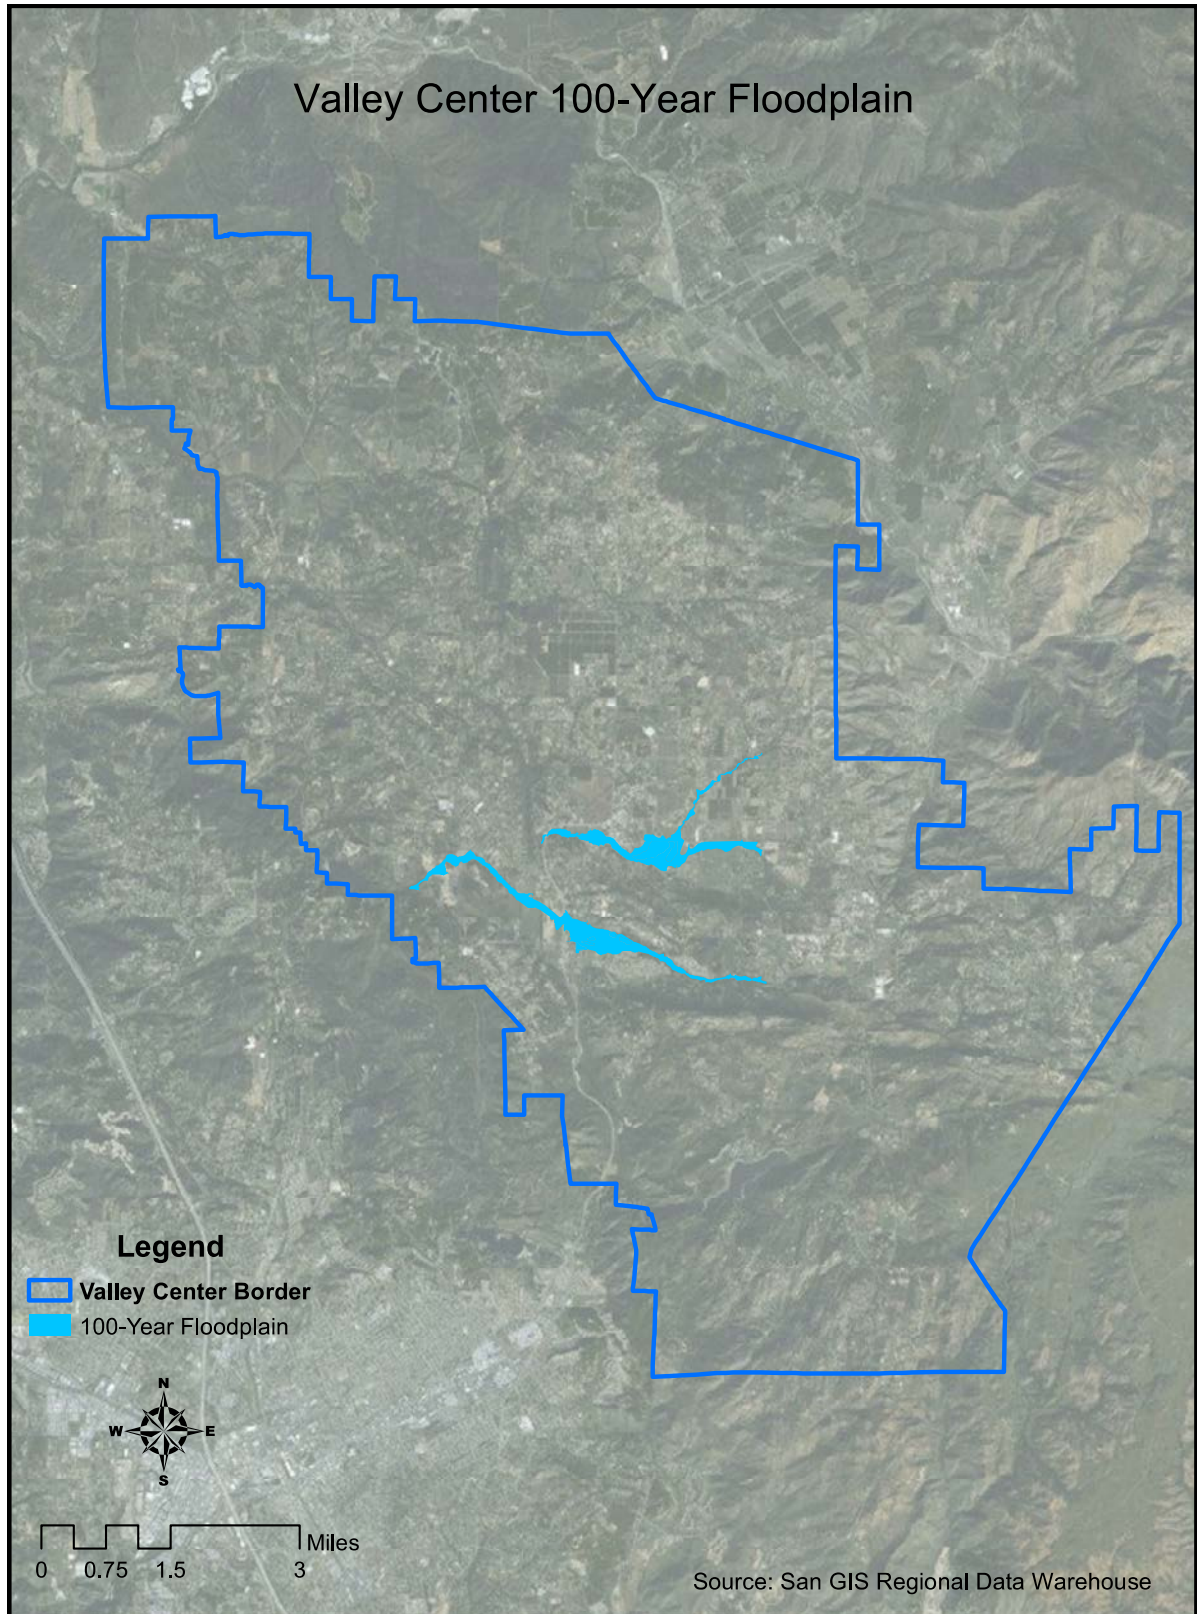 Valley Center 100-Year Floodplain
Legend
Valley Center Border
100-Year Floodplain
N
W E
S
Miles
0 0.75 1.5 3
Source: San GIS Regional Data Warehouse